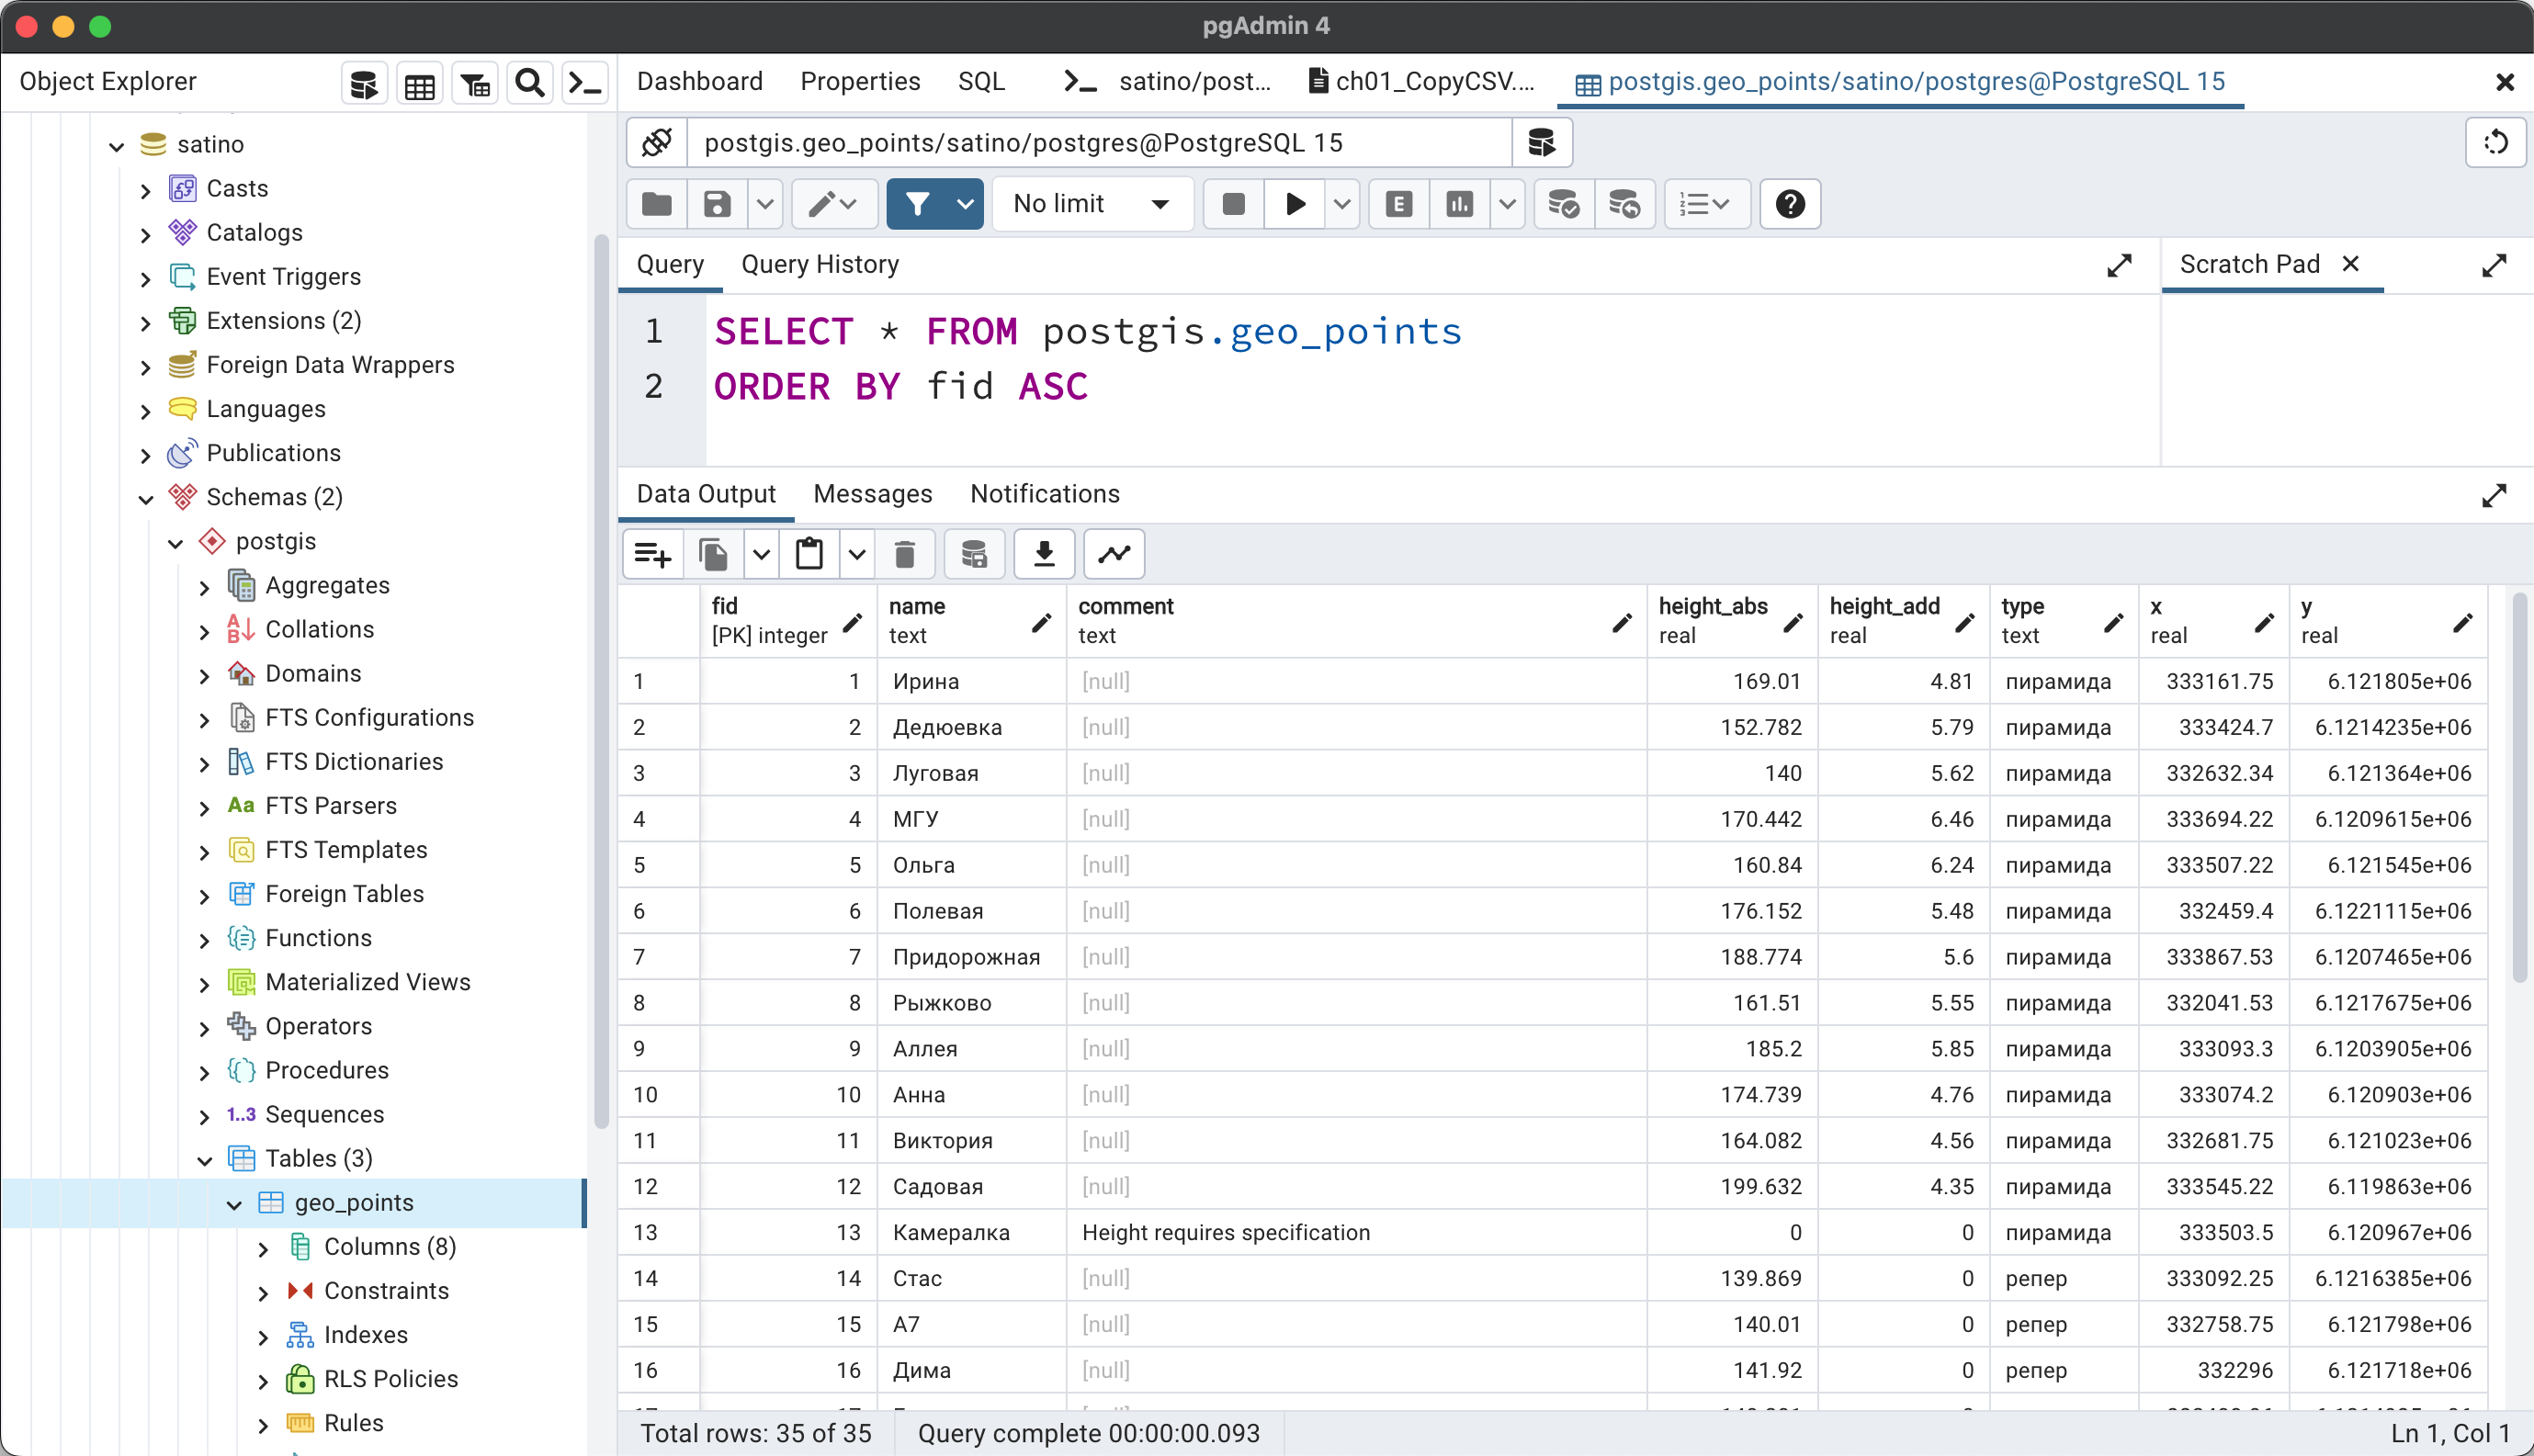 pgAdmin 4
Object Explorer
Dashboard Properties SQL satino/post... ch01_CopyCSV.... postgis.geo_points/satino/postgres@PostgreSQL 15
postgis.geo_points/satino/postgres@PostgreSQL 15
No limit
E
Query Query History
Scratch Pad
1 SELECT * FROM postgis.geo_points
2 ORDER BY fid ASC
satino
Casts
Catalogs
Event Triggers
Extensions (2)
Foreign Data Wrappers
Languages
Publications
Schemas (2)
postgis
Aggregates
Collations
Domains
FTS Configurations
FTS Dictionaries
Aa FTS Parsers
FTS Templates
Foreign Tables
Functions
Materialized Views
Operators
Procedures
1..3 Sequences
Tables (3)
geo_points
Columns (8)
Constraints
Indexes
RLS Policies
Rules
Data Output Messages Notifications
fid name comment height_abs height_add type x y
[PK] integer text text real real text real real
1 1 Ирина [null] 169.01 4.81 пирамида 333161.75 6.121805e+06
2 2 Дедюевка [null] 152.782 5.79 пирамида 333424.7 6.1214235e+06
3 3 Луговая [null] 140 5.62 пирамида 332632.34 6.121364e+06
4 4 МГУ [null] 170.442 6.46 пирамида 333694.22 6.1209615e+06
5 5 Ольга [null] 160.84 6.24 пирамида 333507.22 6.121545e+06
6 6 Полевая [null] 176.152 5.48 пирамида 332459.4 6.1221115e+06
7 7 Придорожная [null] 188.774 5.6 пирамида 333867.53 6.1207465e+06
8 8 Рыжково [null] 161.51 5.55 пирамида 332041.53 6.1217675e+06
9 9 Аллея [null] 185.2 5.85 пирамида 333093.3 6.1203905e+06
10 10 Анна [null] 174.739 4.76 пирамида 333074.2 6.120903e+06
11 11 Виктория [null] 164.082 4.56 пирамида 332681.75 6.121023e+06
12 12 Садовая [null] 199.632 4.35 пирамида 333545.22 6.119863e+06
13 13 Камералка Height requires specification 0 0 пирамида 333503.5 6.120967e+06
14 14 Стас [null] 139.869 0 репер 333092.25 6.1216385e+06
15 15 А7 [null] 140.01 0 репер 332758.75 6.121798e+06
16 16 Дима [null] 141.92 0 репер 332296 6.121718e+06
Total rows: 35 of 35 Query complete 00:00:00.093 Ln 1, Col 1